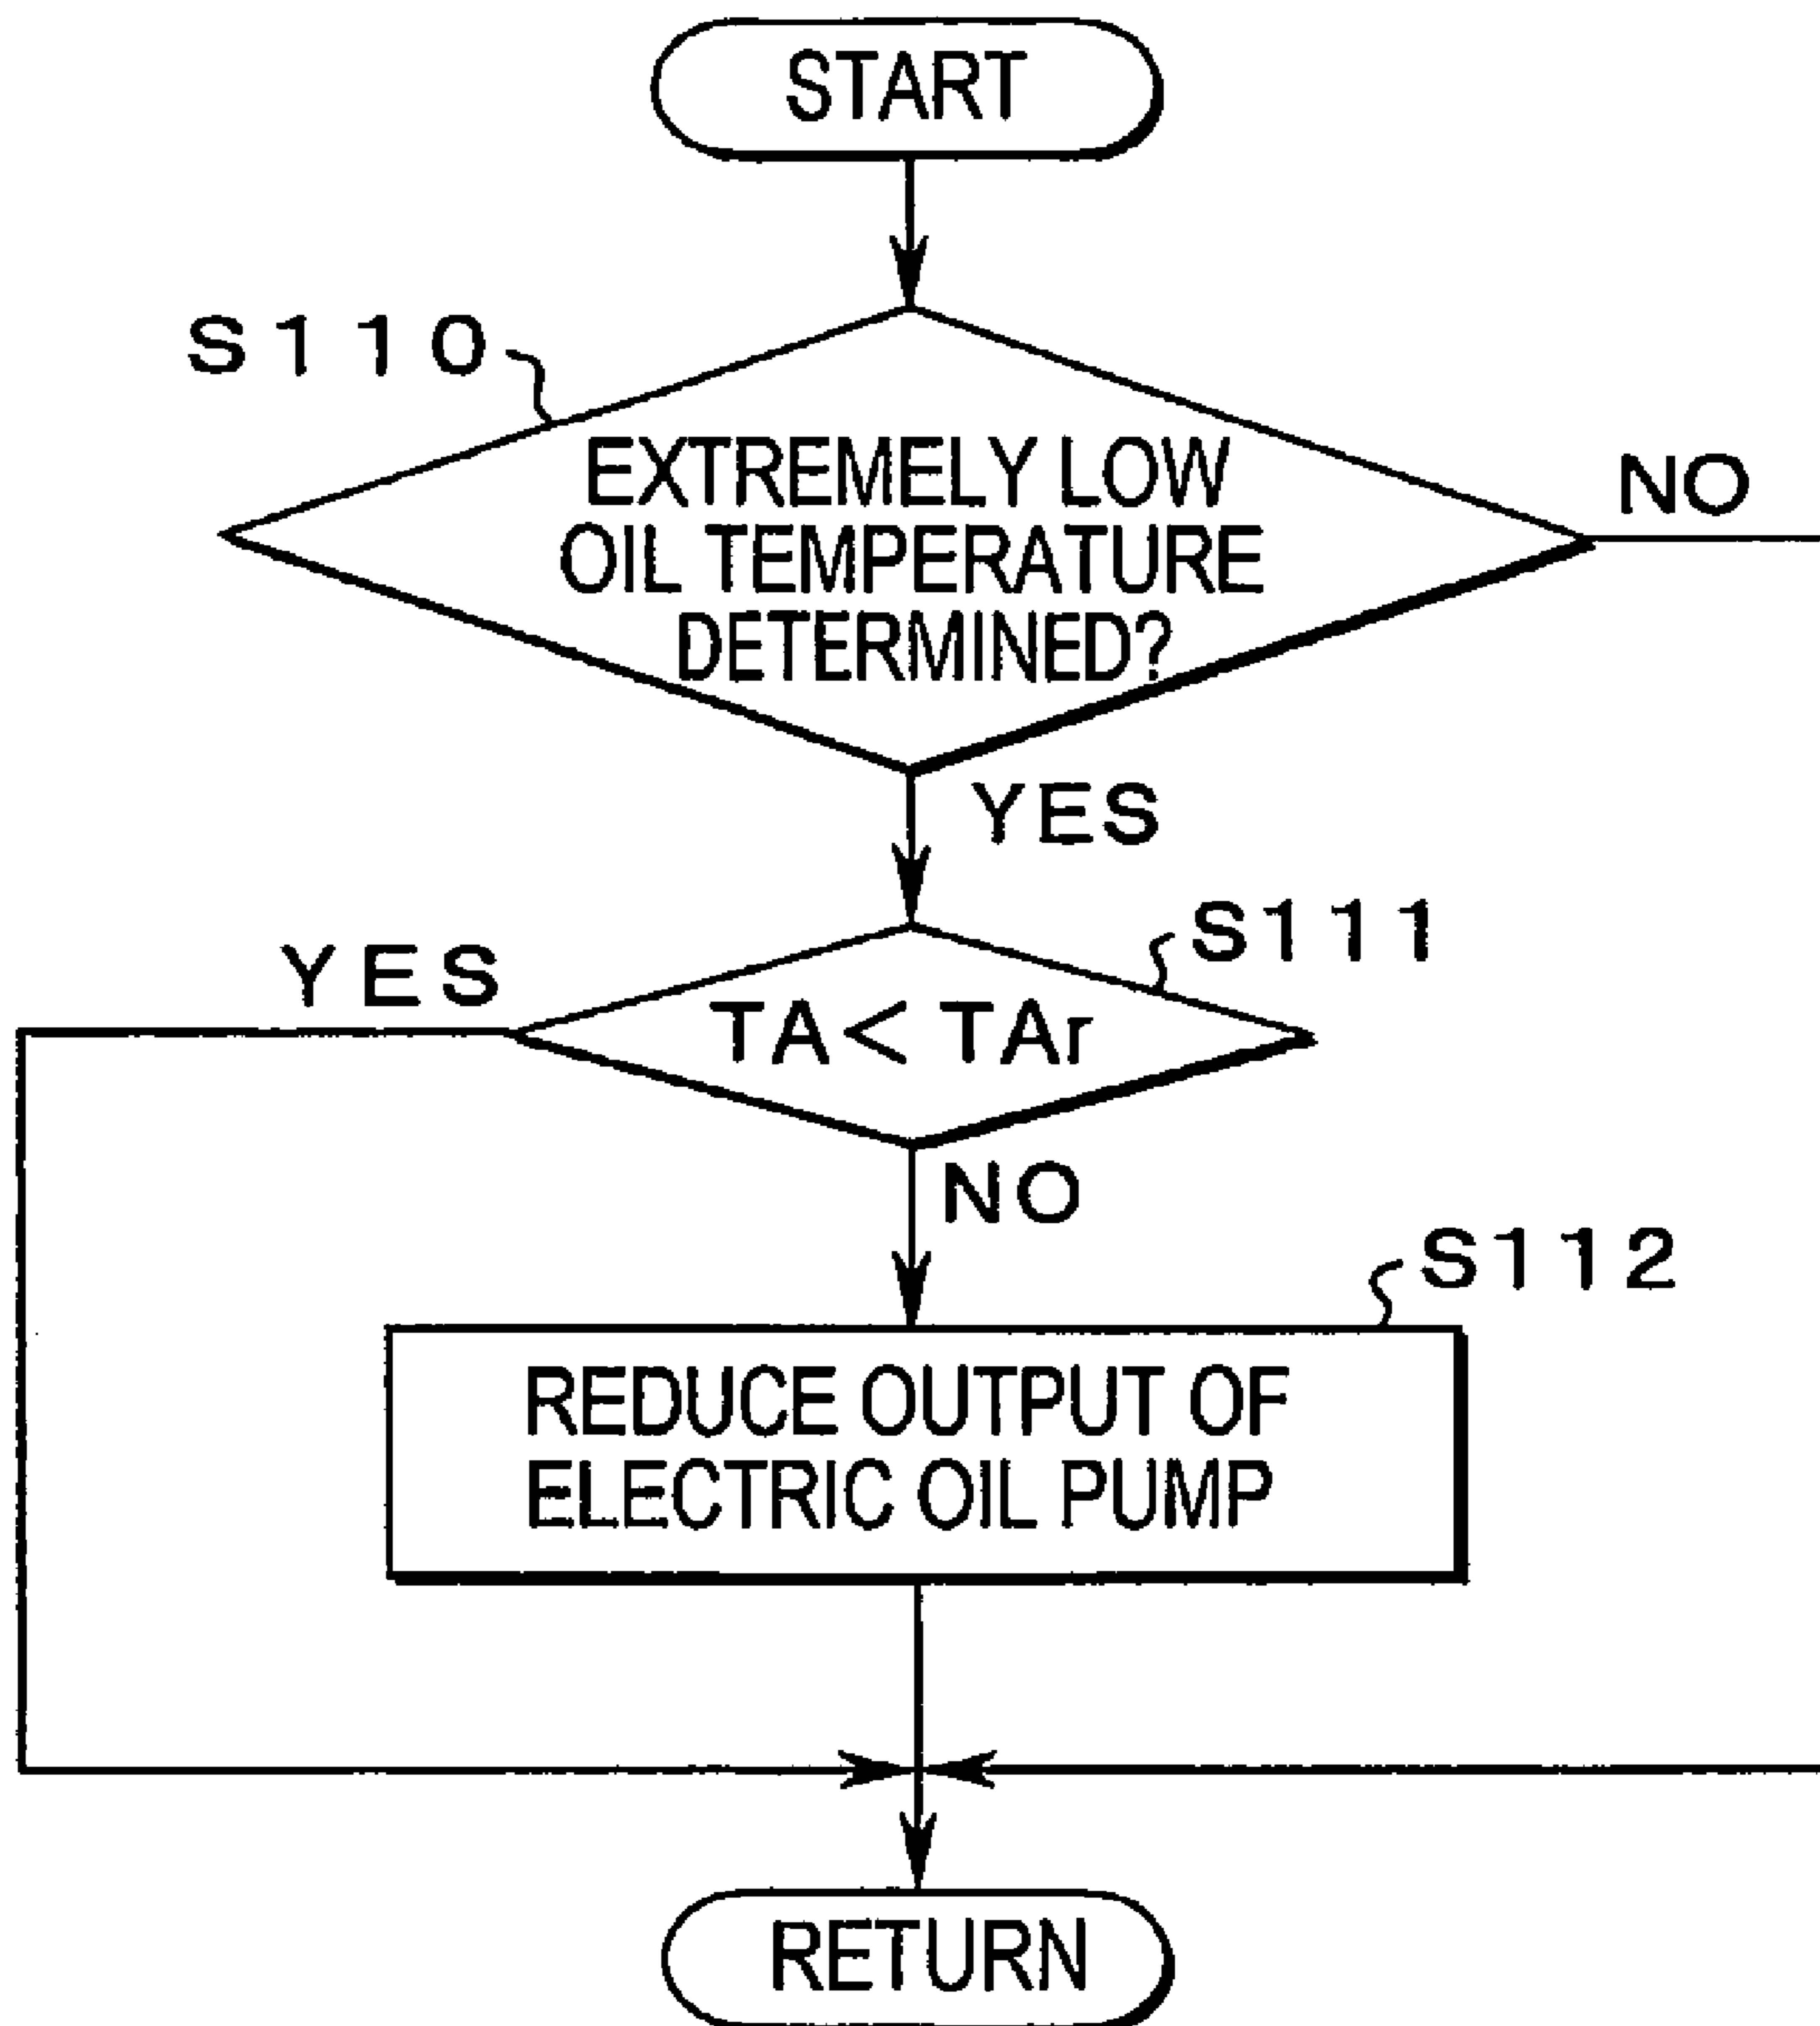 START
S110
EXTREMELY LOW
OIL TEMPERATURE
DETERMINED?
NO
YES
S111
YES
TA< TAr
NO
S112
REDUCE OUTPUT OF
ELECTRIC OIL PUMP
RETURN